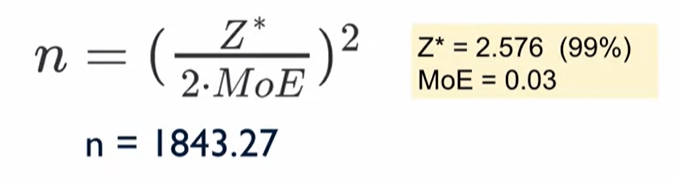 n = (Z* / 2·MoE)²
Z* = 2.576 (99%)
MoE = 0.03
n = 1843.27